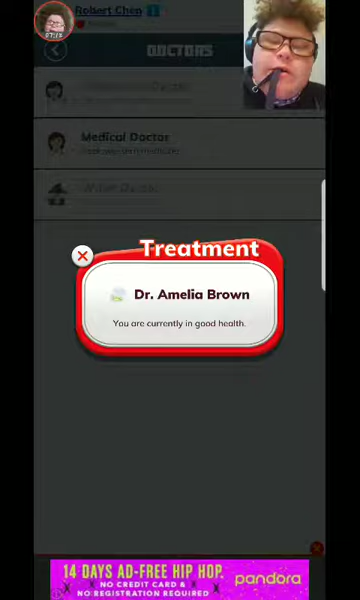 Robert Chen
DOCTORS
Medical Doctor
Treatment
Dr. Amelia Brown
You are currently in good health.
14 DAYS AD-FREE HIP HOP.
NO CREDIT CARD &
NO REGISTRATION REQUIRED
pandora